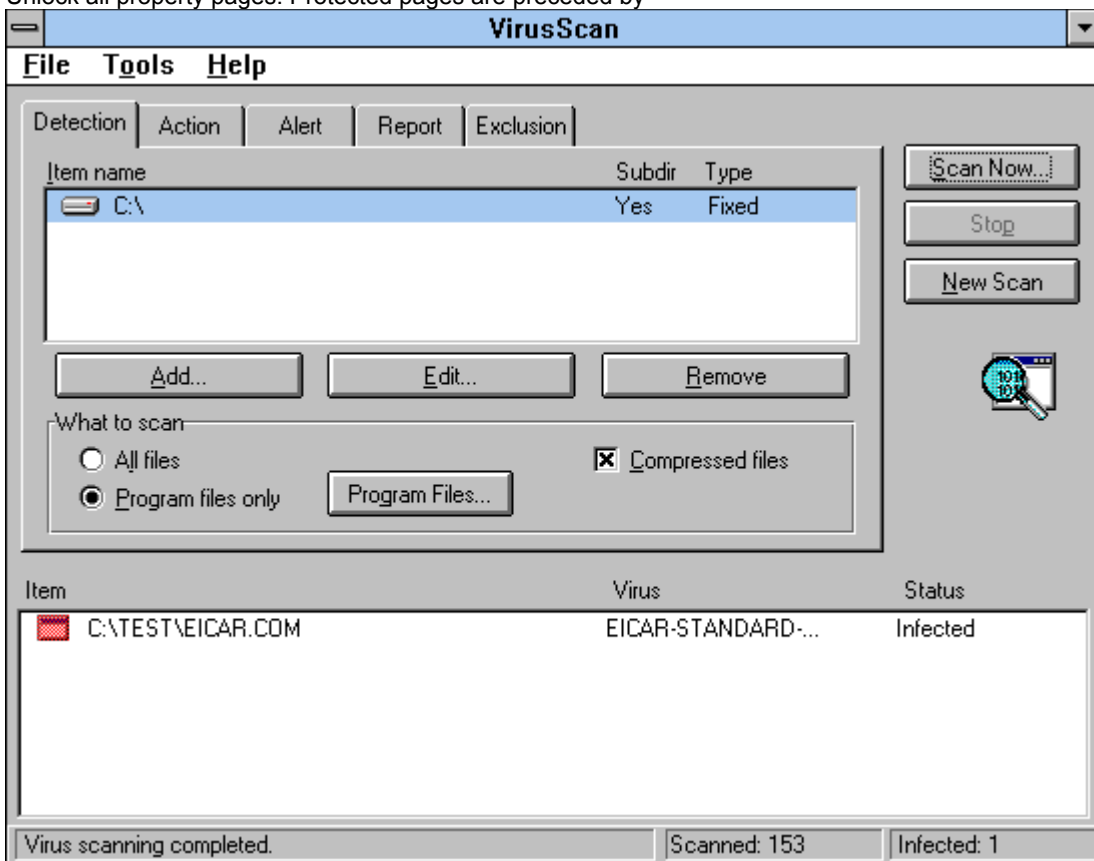 Unlock all property pages. Protected pages are preceded by
VirusScan
File Tools Help
Detection Action Alert Report Exclusion
Item name Subdir Type
C:\ Yes Fixed
Scan Now...
Stop
New Scan
Add... Edit... Remove
What to scan
All files
Compressed files
Program files only
Program Files...
Item Virus Status
C:\TEST\EICAR.COM EICAR-STANDARD-... Infected
Virus scanning completed. Scanned: 153 Infected: 1